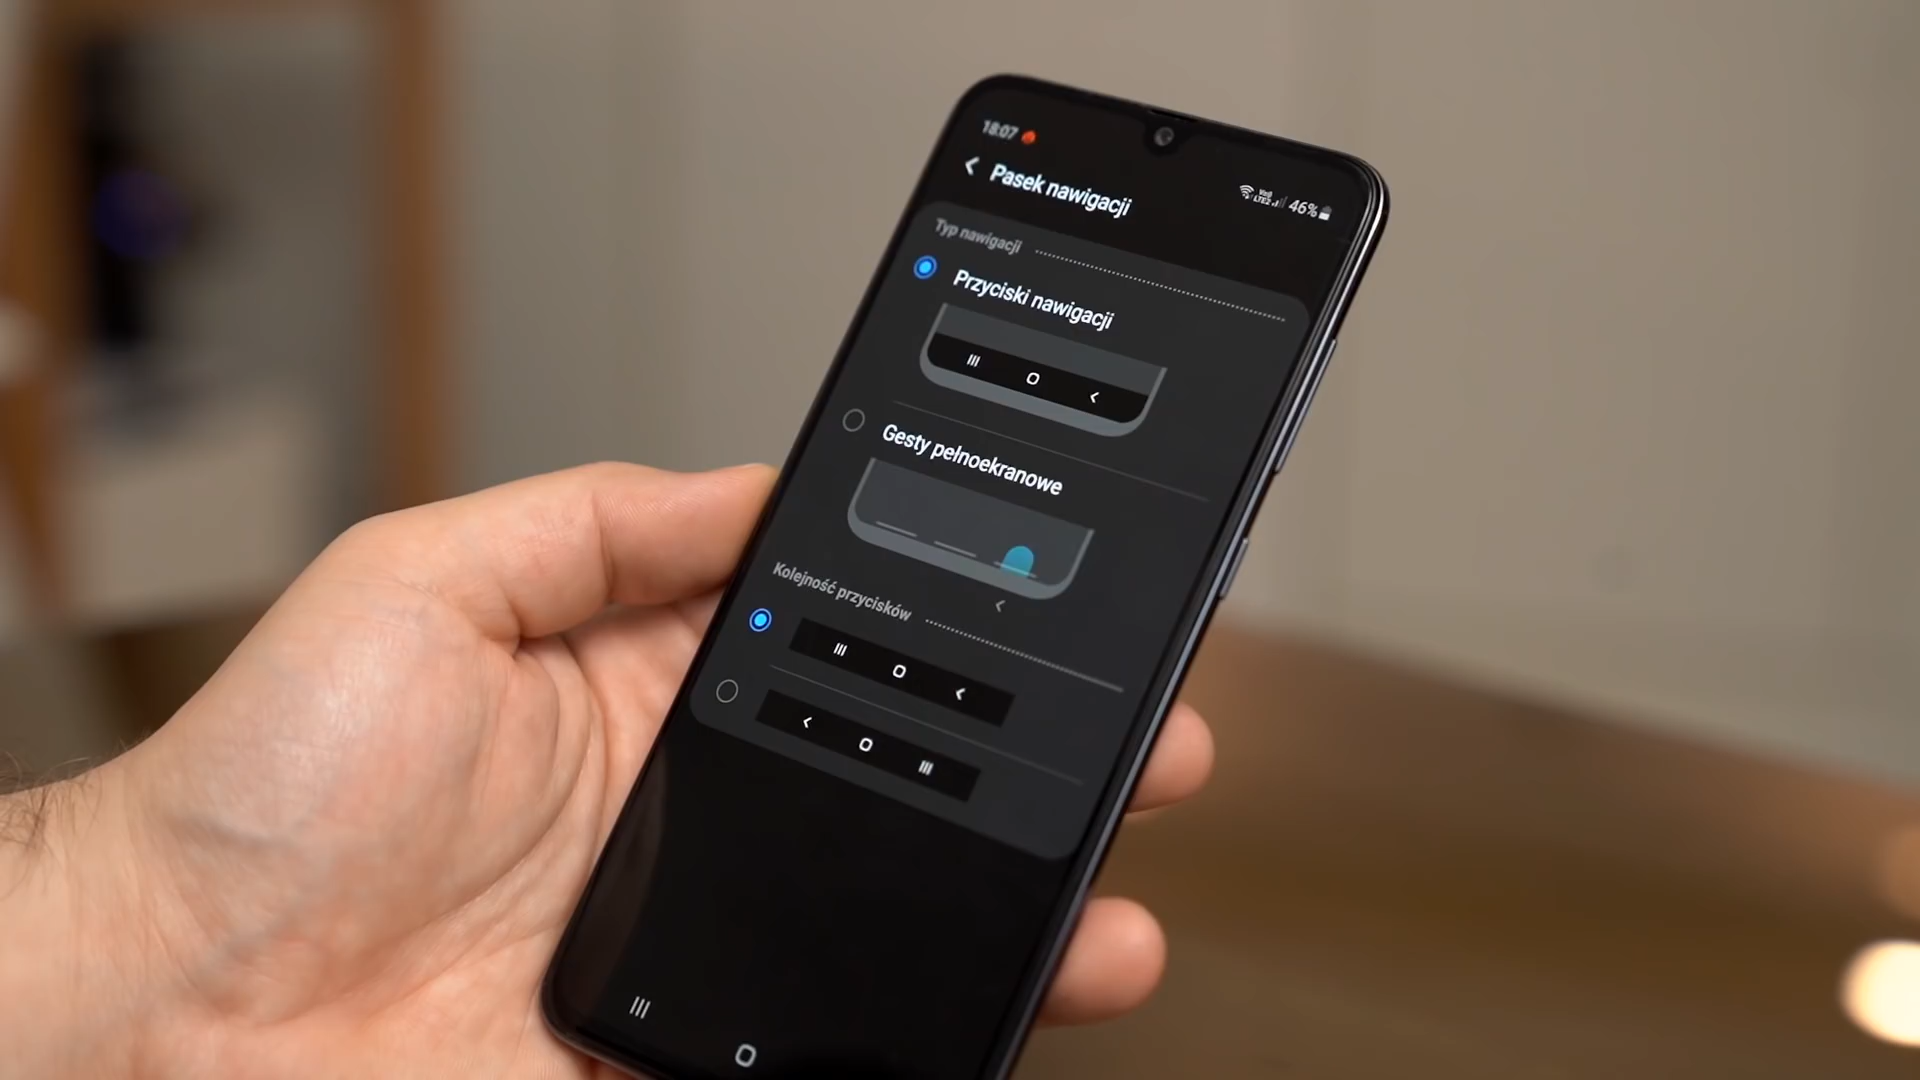 18:07
46%
Pasek nawigacji
Typ nawigacji
Przyciski nawigacji
Gesty pełnoekranowe
Kolejność przycisków